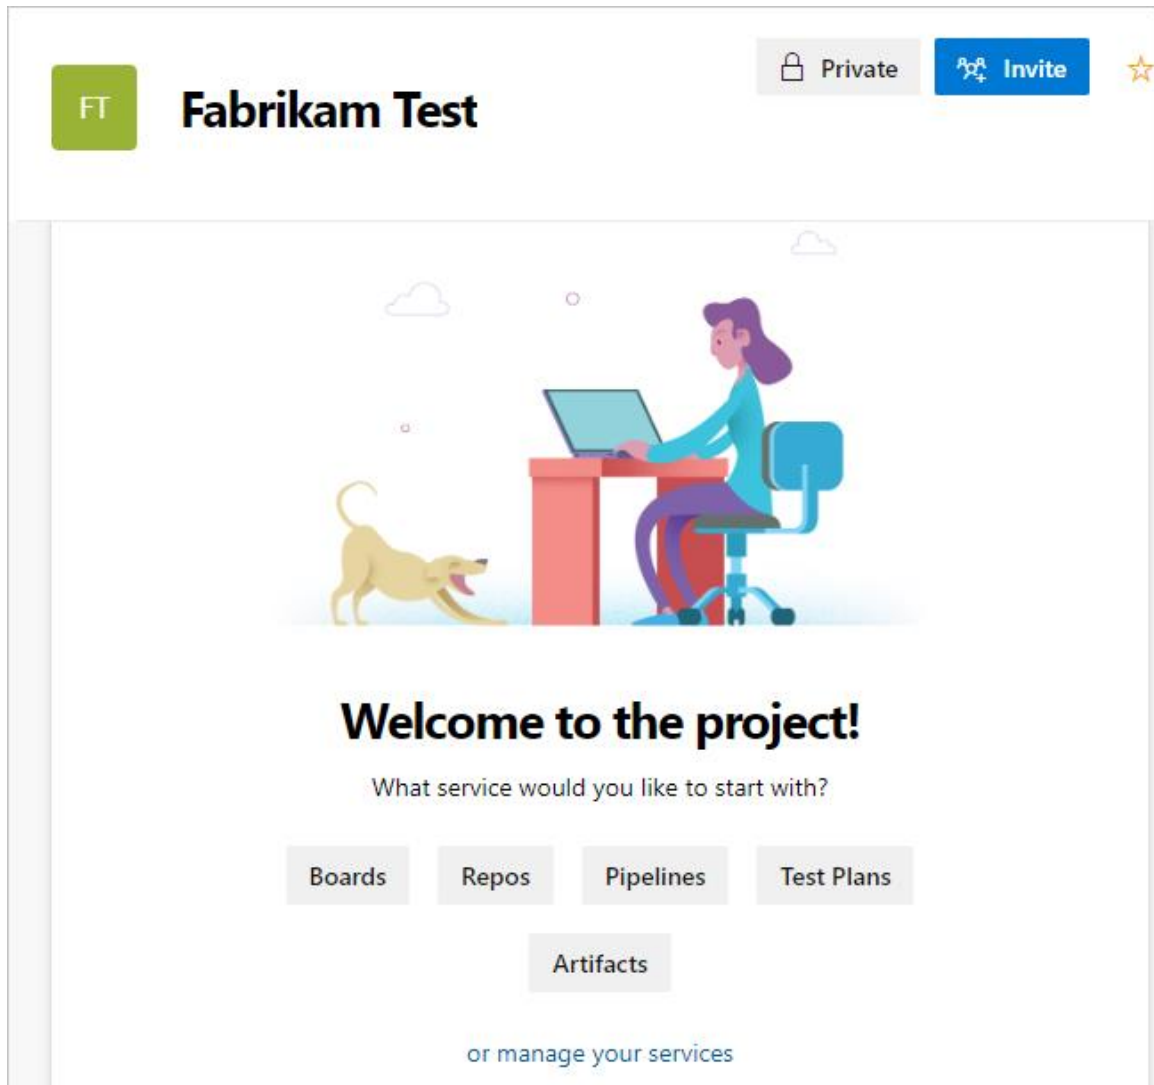 Private Invite
FT Fabrikam Test
Welcome to the project!
What service would you like to start with?
Boards Repos Pipelines Test Plans
Artifacts
or manage your services